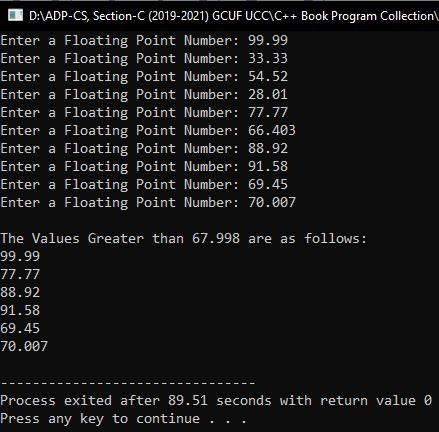 D:\ADP-CS, Section-C (2019-2021) GCUF UCC\C++ Book Program Collection\
Enter a Floating Point Number: 99.99
Enter a Floating Point Number: 33.33
Enter a Floating Point Number: 54.52
Enter a Floating Point Number: 28.01
Enter a Floating Point Number: 77.77
Enter a Floating Point Number: 66.403
Enter a Floating Point Number: 88.92
Enter a Floating Point Number: 91.58
Enter a Floating Point Number: 69.45
Enter a Floating Point Number: 70.007
The Values Greater than 67.998 are as follows:
99.99
77.77
88.92
91.58
69.45
70.007
--------------------------------
Process exited after 89.51 seconds with return value 0
Press any key to continue . . .